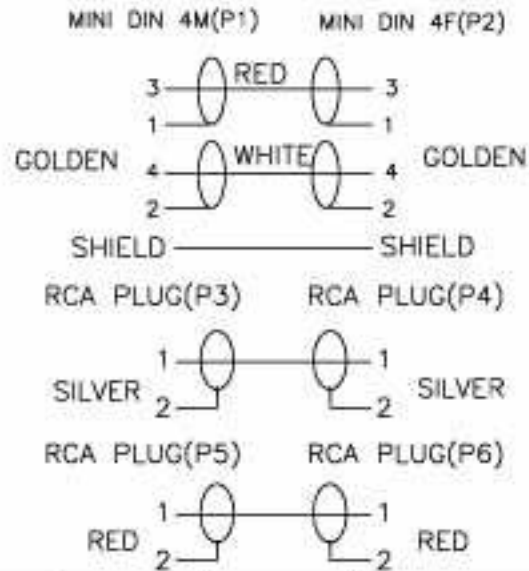 MINI DIN 4M(P1) MINI DIN 4F(P2)
RED
3 3
1 1
GOLDEN WHITE GOLDEN
4 4
2 2
SHIELD SHIELD
RCA PLUG(P3) RCA PLUG(P4)
1 1
SILVER 2 2 SILVER
RCA PLUG(P5) RCA PLUG(P6)
1 1
RED 2 2 RED